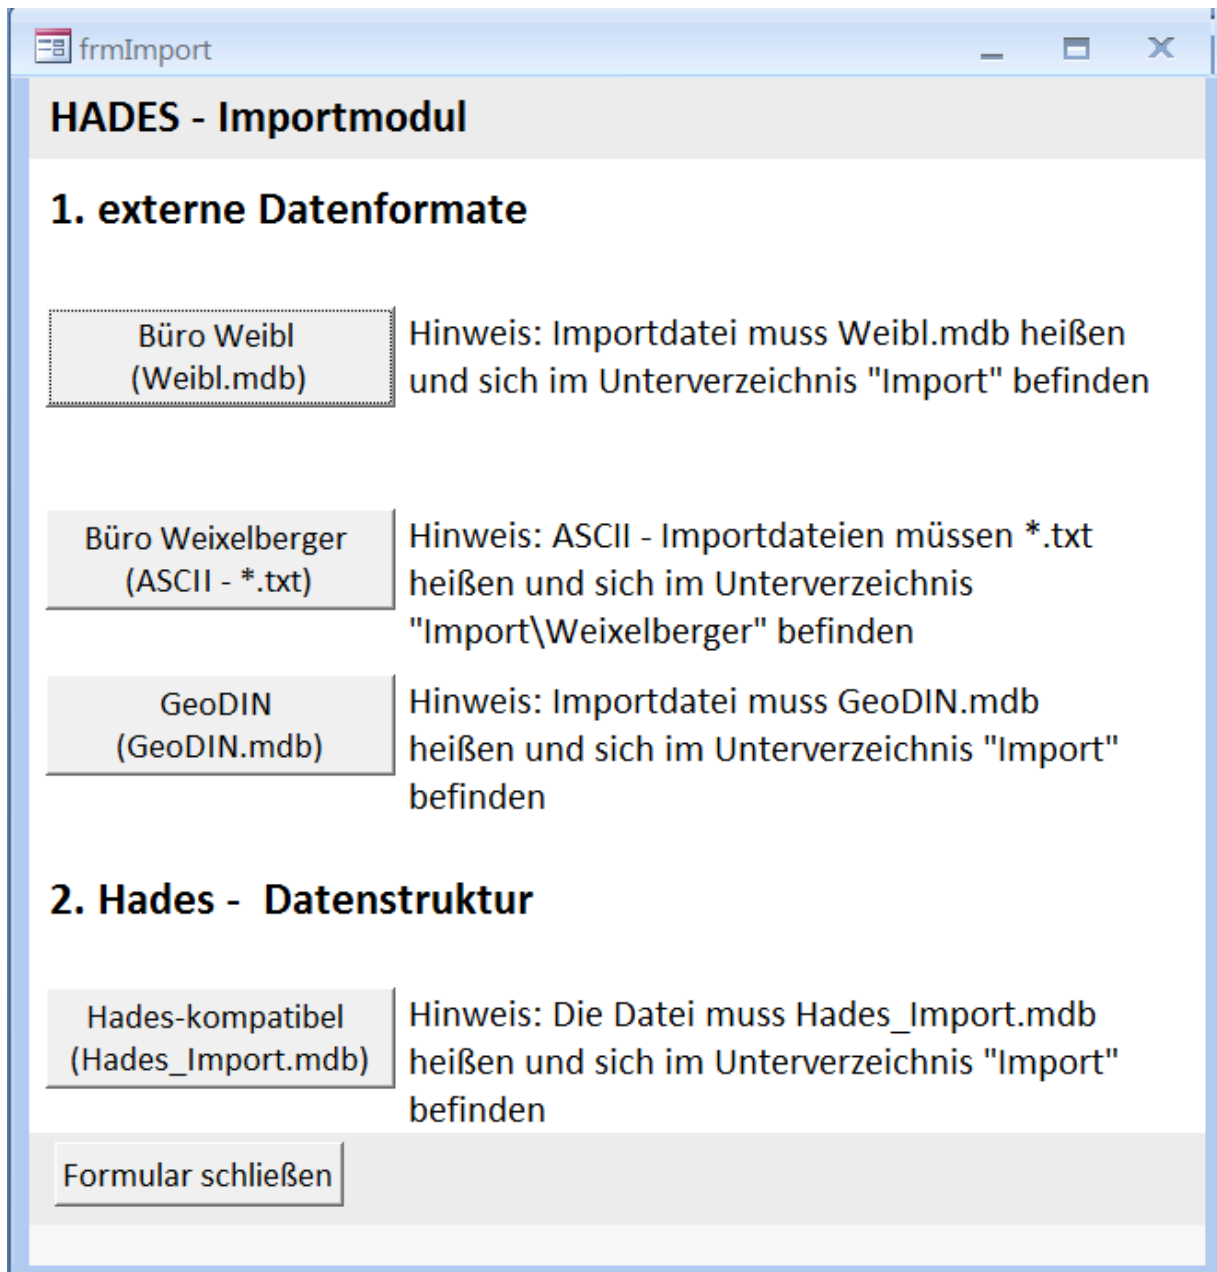 frmImport
HADES - Importmodul
1. externe Datenformate
Büro Weibl
(Weibl.mdb)
Hinweis: Importdatei muss Weibl.mdb heißen
und sich im Unterverzeichnis "Import" befinden
Büro Weixelberger
(ASCII - *.txt)
Hinweis: ASCII - Importdateien müssen *.txt
heißen und sich im Unterverzeichnis
"Import\Weixelberger" befinden
GeoDIN
(GeoDIN.mdb)
Hinweis: Importdatei muss GeoDIN.mdb
heißen und sich im Unterverzeichnis "Import"
befinden
2. Hades -  Datenstruktur
Hades-kompatibel
(Hades_Import.mdb)
Hinweis: Die Datei muss Hades_Import.mdb
heißen und sich im Unterverzeichnis "Import"
befinden
Formular schließen